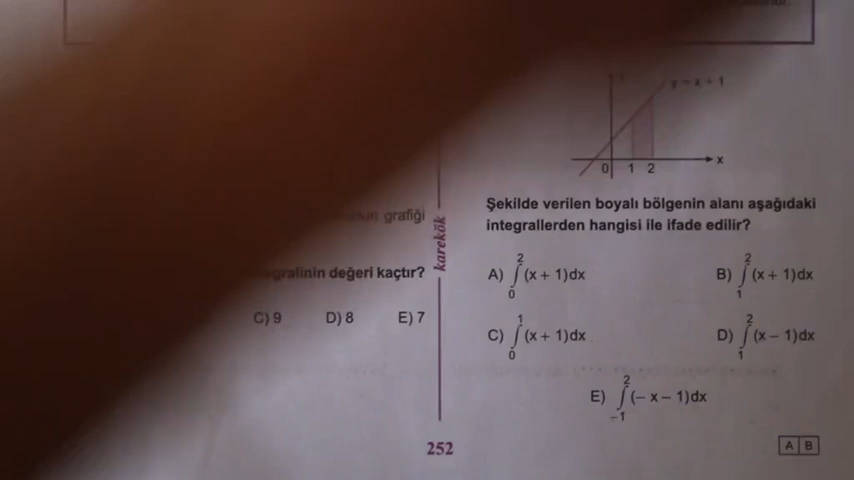 grafiği
değeri kaçtır?
C) 9 D) 8 E) 7
karekök
y = x + 1
x
0 1 2
Şekilde verilen boyalı bölgenin alanı aşağıdaki
integrallerden hangisi ile ifade edilir?
A) ∫₀² (x + 1)dx B) ∫₁² (x + 1)dx
C) ∫₀¹ (x + 1)dx D) ∫₁² (x – 1)dx
E) ∫₋₁² (– x – 1)dx
252
A B